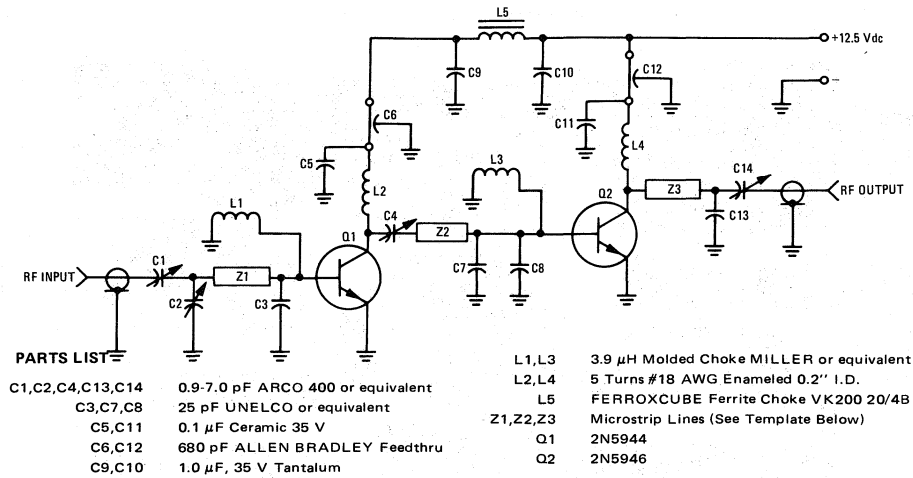 L5
+12.5 Vdc
C9
C10
C12
−
C6
C11
C5
L4
L3
L2
C14
Q2
Z3
RF OUTPUT
L1
C4
C13
Q1
Z2
C1
C7
C8
RF INPUT
Z1
C2
C3
PARTS LIST
C1,C2,C4,C13,C14 0.9-7.0 pF ARCO 400 or equivalent
C3,C7,C8 25 pF UNELCO or equivalent
C5,C11 0.1 μF Ceramic 35 V
C6,C12 680 pF ALLEN BRADLEY Feedthru
C9,C10 1.0 μF, 35 V Tantalum
L1,L3 3.9 μH Molded Choke MILLER or equivalent
L2,L4 5 Turns #18 AWG Enameled 0.2'' I.D.
L5 FERROXCUBE Ferrite Choke VK200 20/4B
Z1,Z2,Z3 Microstrip Lines (See Template Below)
Q1 2N5944
Q2 2N5946